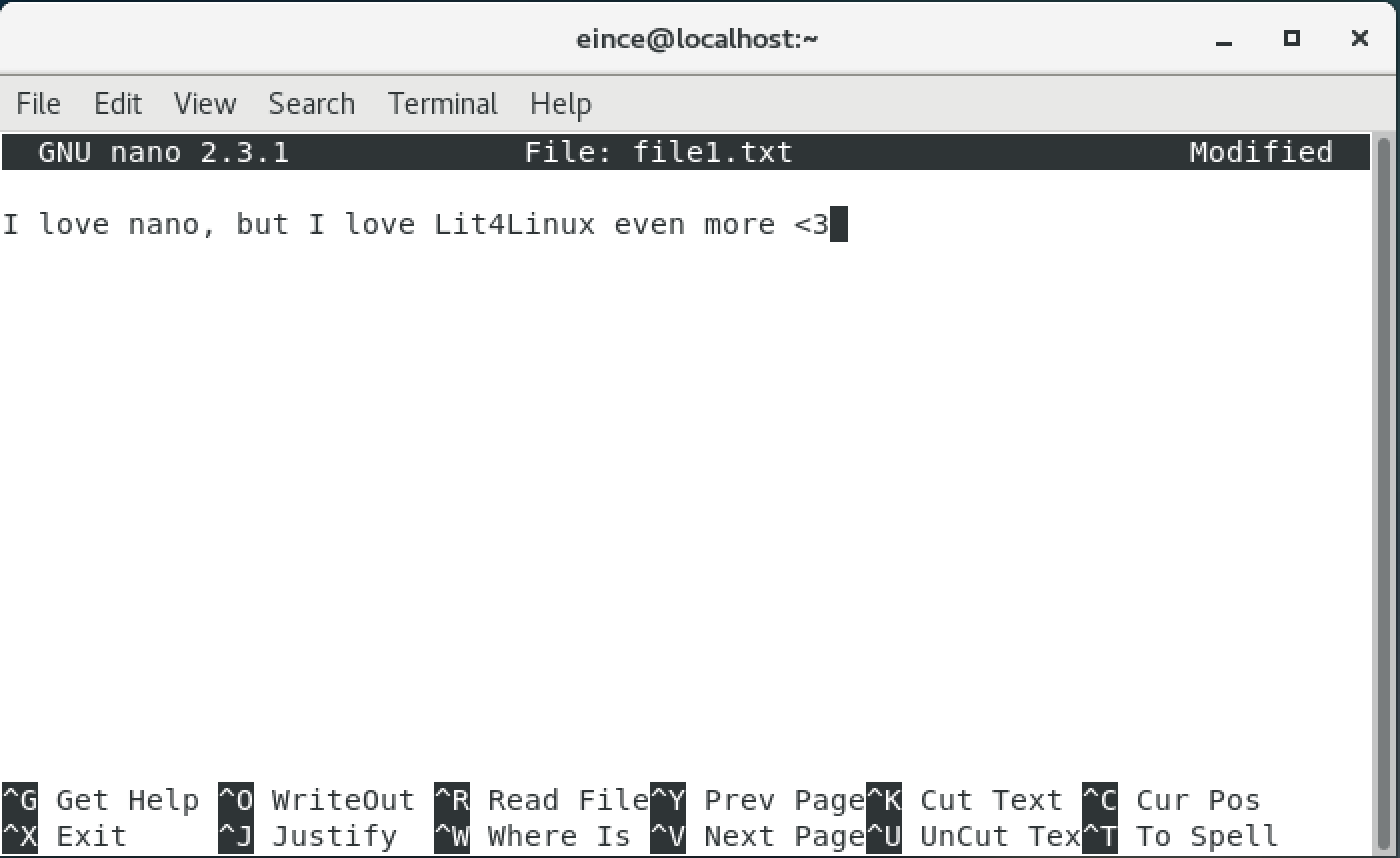 eince@localhost:~
File Edit View Search Terminal Help
GNU nano 2.3.1 File: file1.txt Modified
I love nano, but I love Lit4Linux even more <3
^G Get Help ^O WriteOut ^R Read File ^Y Prev Page ^K Cut Text ^C Cur Pos
^X Exit ^J Justify ^W Where Is ^V Next Page ^U UnCut Tex ^T To Spell